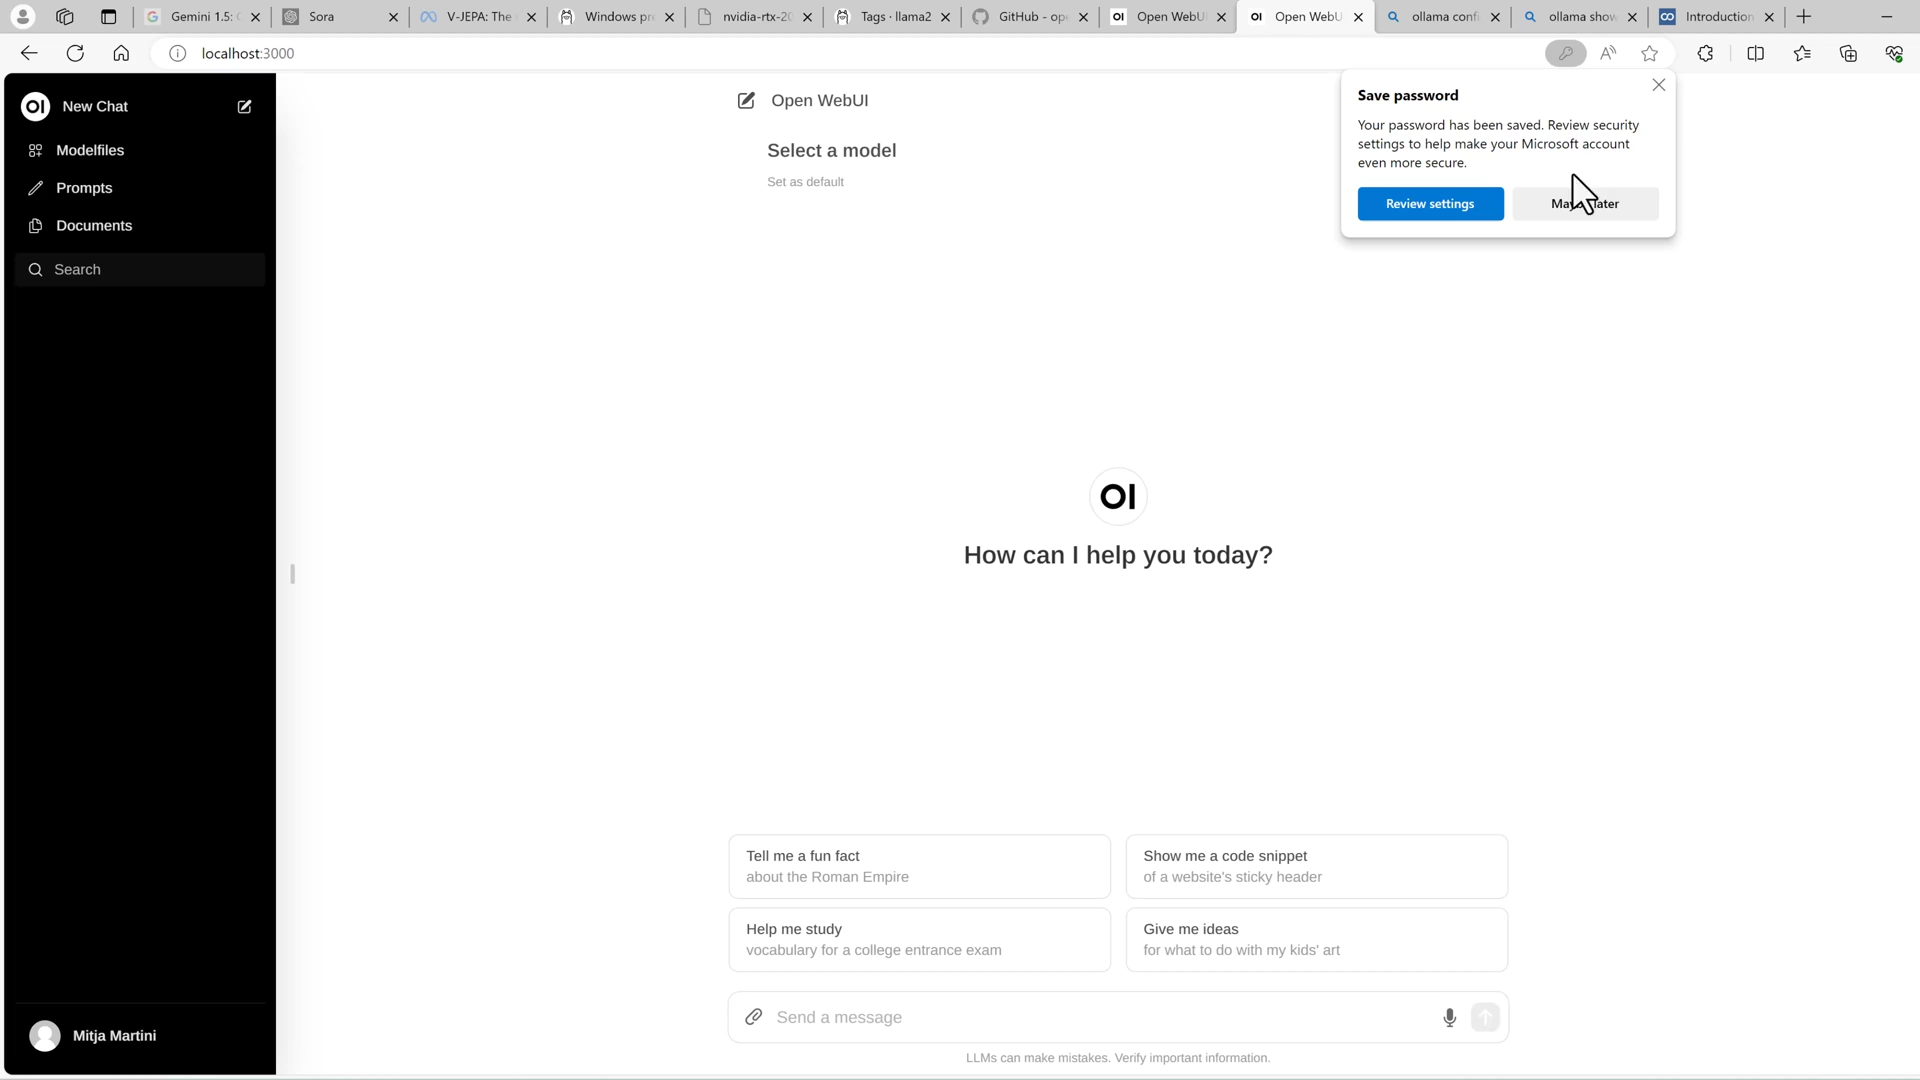 Gemini 1.5:
Sora
V-JEPA: The
Windows pr
nvidia-rtx-20
Tags · llama2
GitHub - op
OI
Open WebU
OI
Open WebU
ollama confi
ollama show
Introduction
localhost:3000
OI
New Chat
Modelfiles
Prompts
Documents
Search
Mitja Martini
Open WebUI
Select a model
Set as default
Save password
Your password has been saved. Review security
settings to help make your Microsoft account
even more secure.
Review settings
OI
How can I help you today?
Tell me a fun fact
about the Roman Empire
Show me a code snippet
of a website's sticky header
Help me study
vocabulary for a college entrance exam
Give me ideas
for what to do with my kids' art
Send a message
LLMs can make mistakes. Verify important information.